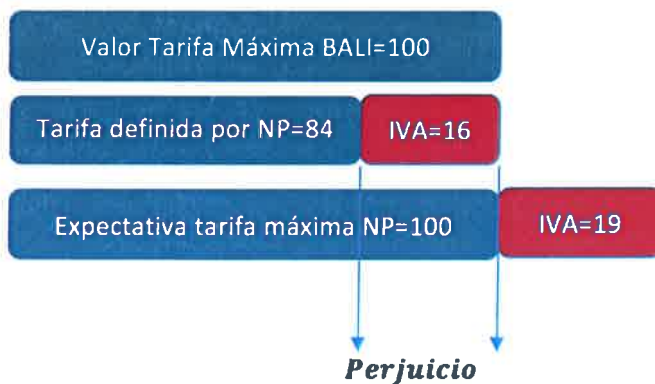 Valor Tarifa Máxima BALI=100
Tarifa definida por NP=84 IVA=16
Expectativa tarifa máxima NP=100 IVA=19
Perjuicio